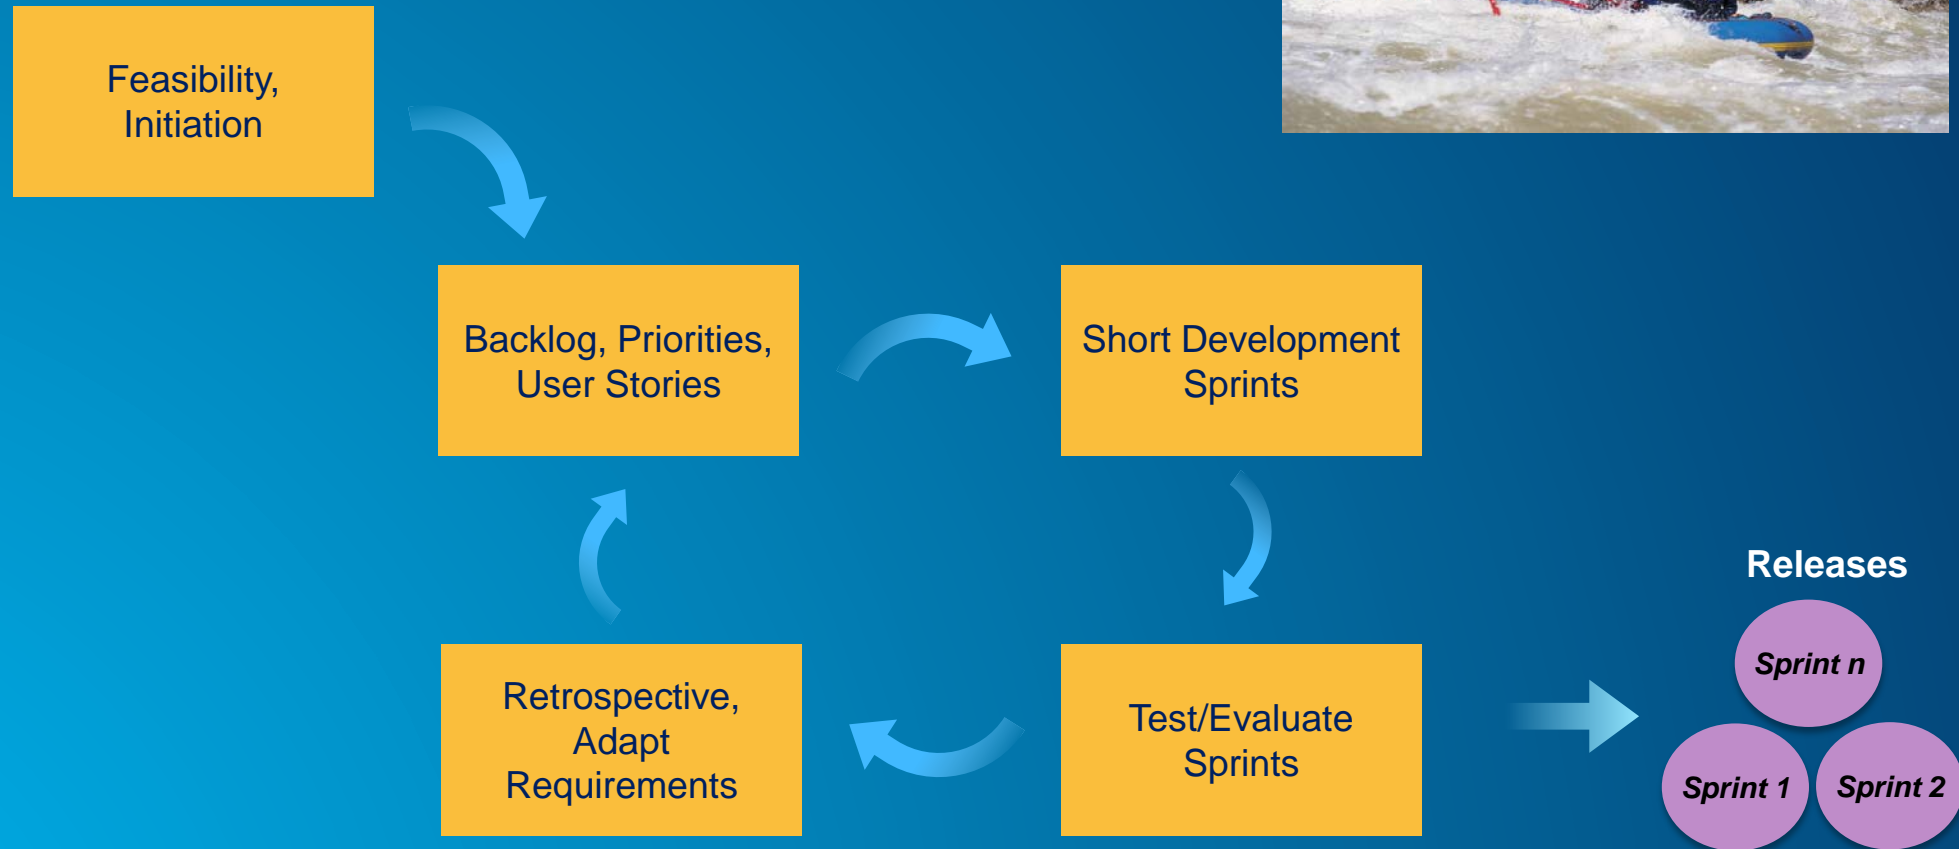 Feasibility,
Initiation
Backlog, Priorities,
User Stories
Short Development
Sprints
Retrospective,
Adapt
Requirements
Test/Evaluate
Sprints
Releases
Sprint n
Sprint 1
Sprint 2